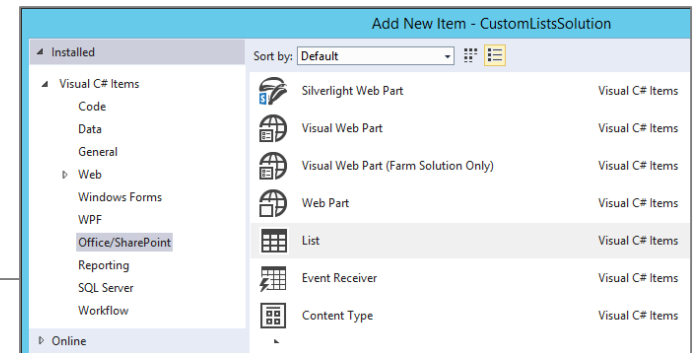 Add New Item - CustomListsSolution
Installed
Sort by: Default
Visual C# Items
Code
Data
General
Web
Windows Forms
WPF
Office/SharePoint
Reporting
SQL Server
Workflow
Online
Silverlight Web Part Visual C# Items
Visual Web Part Visual C# Items
Visual Web Part (Farm Solution Only) Visual C# Items
Web Part Visual C# Items
List Visual C# Items
Event Receiver Visual C# Items
Content Type Visual C# Items